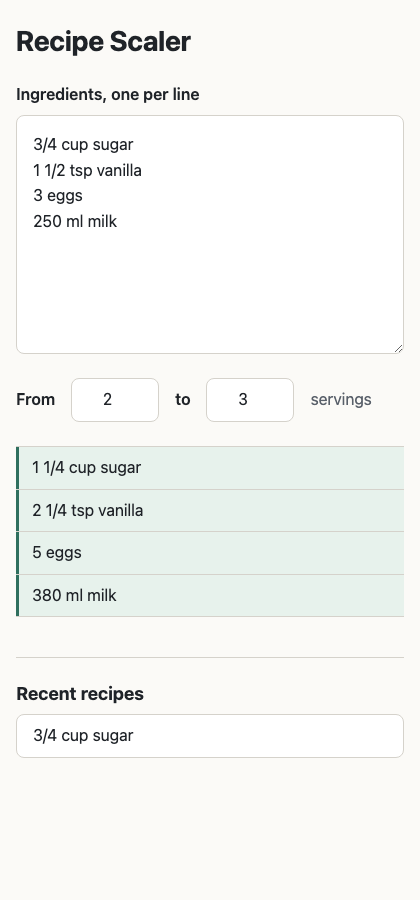 Recipe Scaler
Ingredients, one per line
3/4 cup sugar
1 1/2 tsp vanilla
3 eggs
250 ml milk
From 2 to 3 servings
1 1/4 cup sugar
2 1/4 tsp vanilla
5 eggs
380 ml milk
Recent recipes
3/4 cup sugar